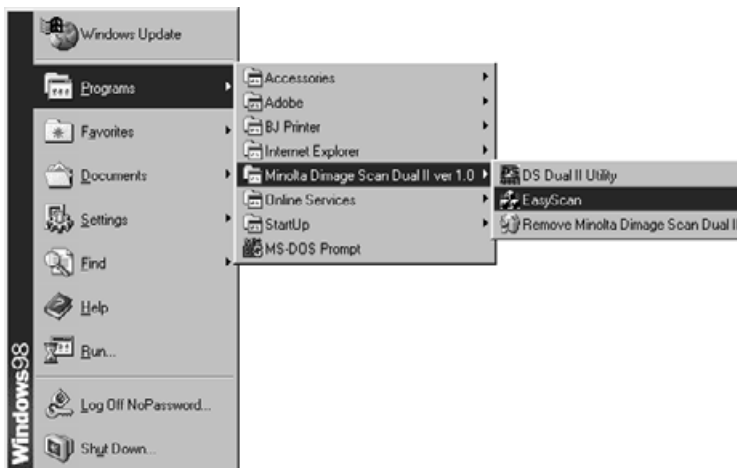 Windows Update
Programs
Favorites
Documents
Settings
Find
Help
Run...
Log Off NoPassword...
Shut Down...
Windows98
Accessories
Adobe
BJ Printer
Internet Explorer
Minolta Dimage Scan Dual II ver 1.0
Online Services
StartUp
MS-DOS Prompt
DS Dual II Utility
EasyScan
Remove Minolta Dimage Scan Dual II